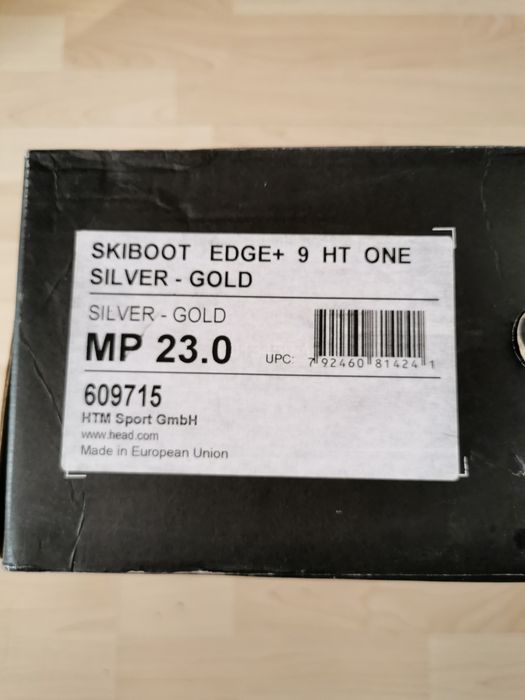 SKIBOOT EDGE+ 9 HT ONE
SILVER - GOLD
SILVER - GOLD
MP 23.0
UPC: 7 92460 81424 1
609715
HTM Sport GmbH
www.head.com
Made in European Union